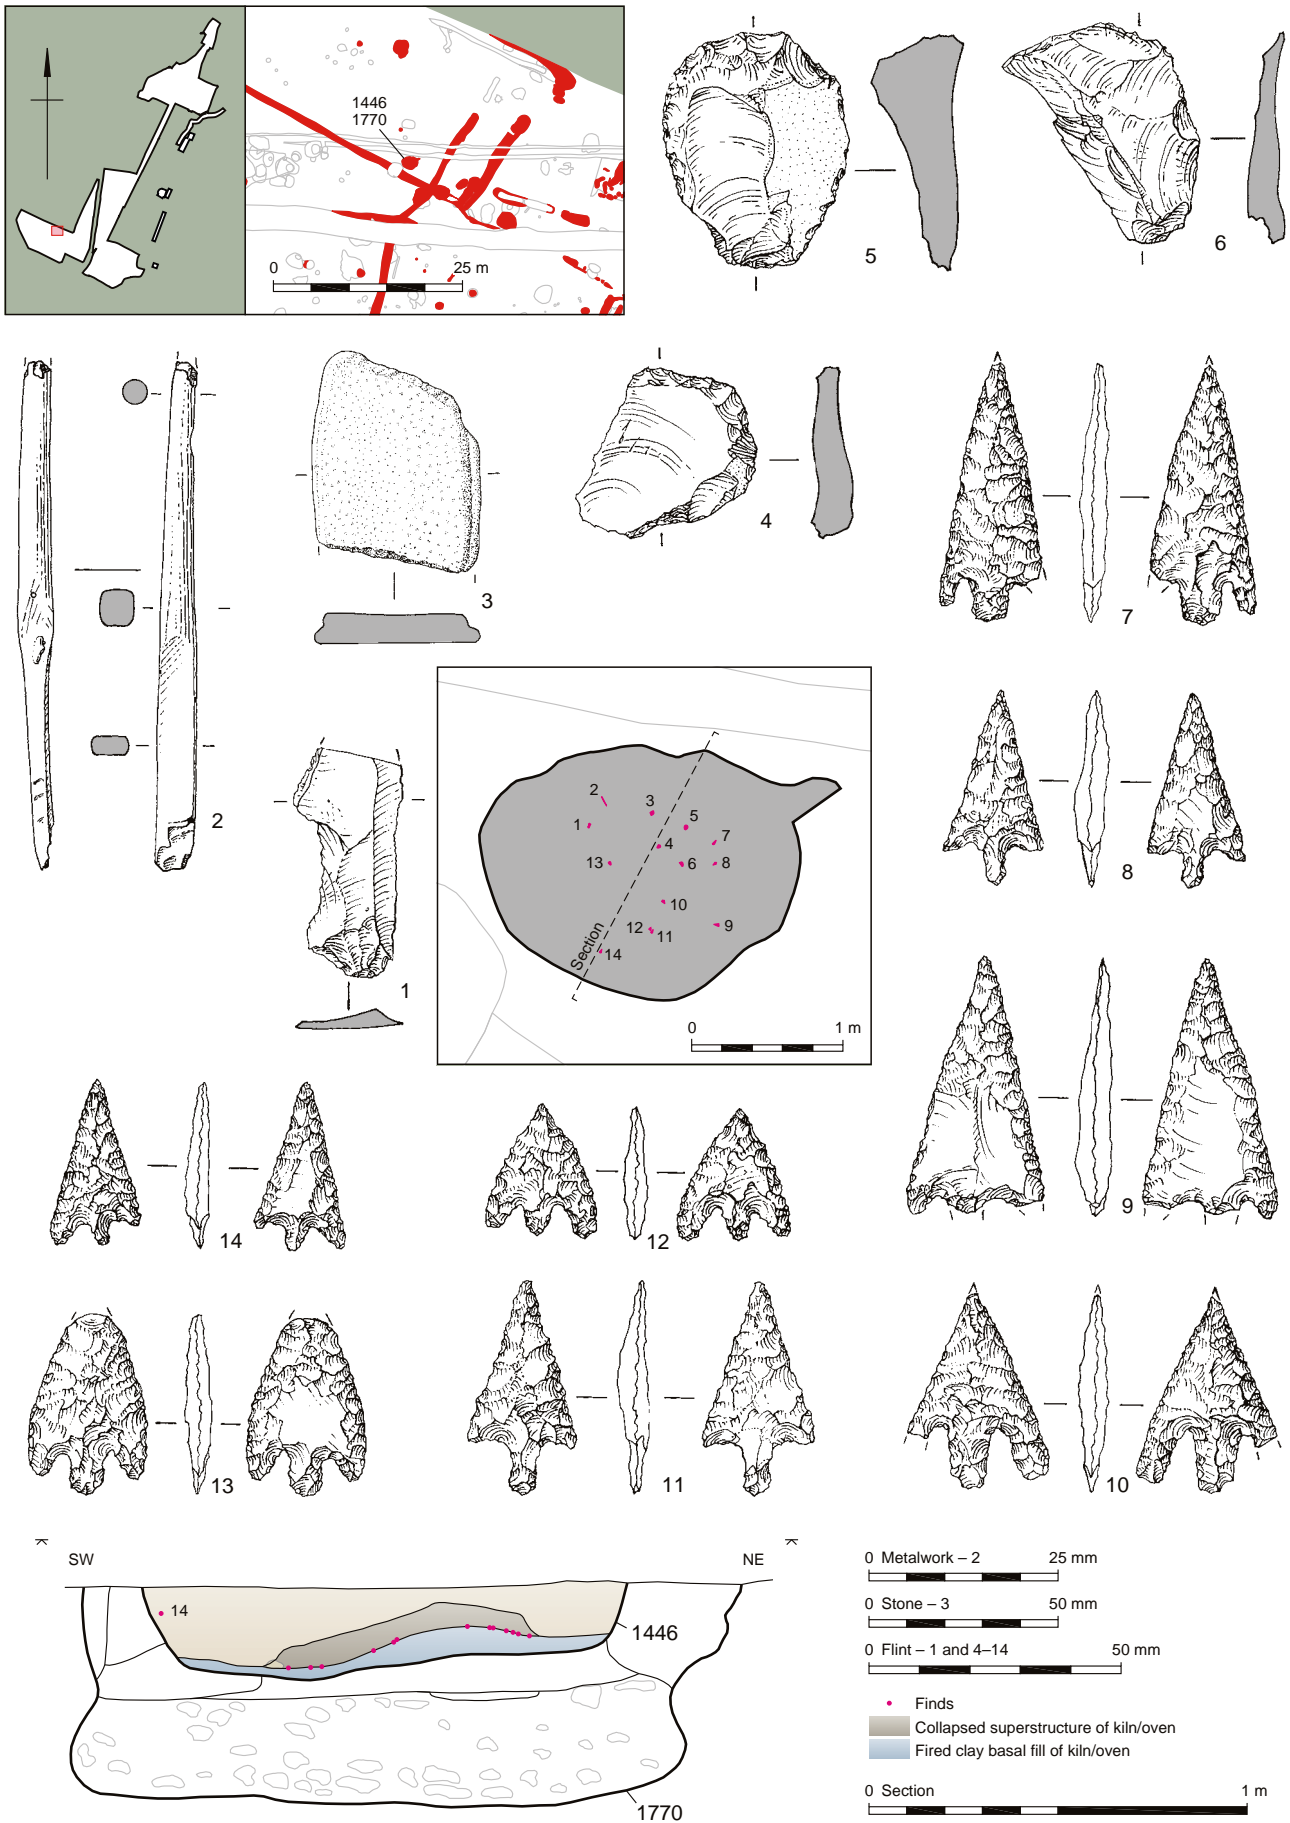 1446
1770
0 25 m
5
6
2
3
4
7
1
8
2
3
1
5
4
7
13
6
8
10
12
11
9
14
Section
0 1 m
9
14
12
13
11
10
SW
NE
14
1446
1770
0 Metalwork – 2 25 mm
0 Stone – 3 50 mm
0 Flint – 1 and 4–14 50 mm
Finds
Collapsed superstructure of kiln/oven
Fired clay basal fill of kiln/oven
0 Section 1 m